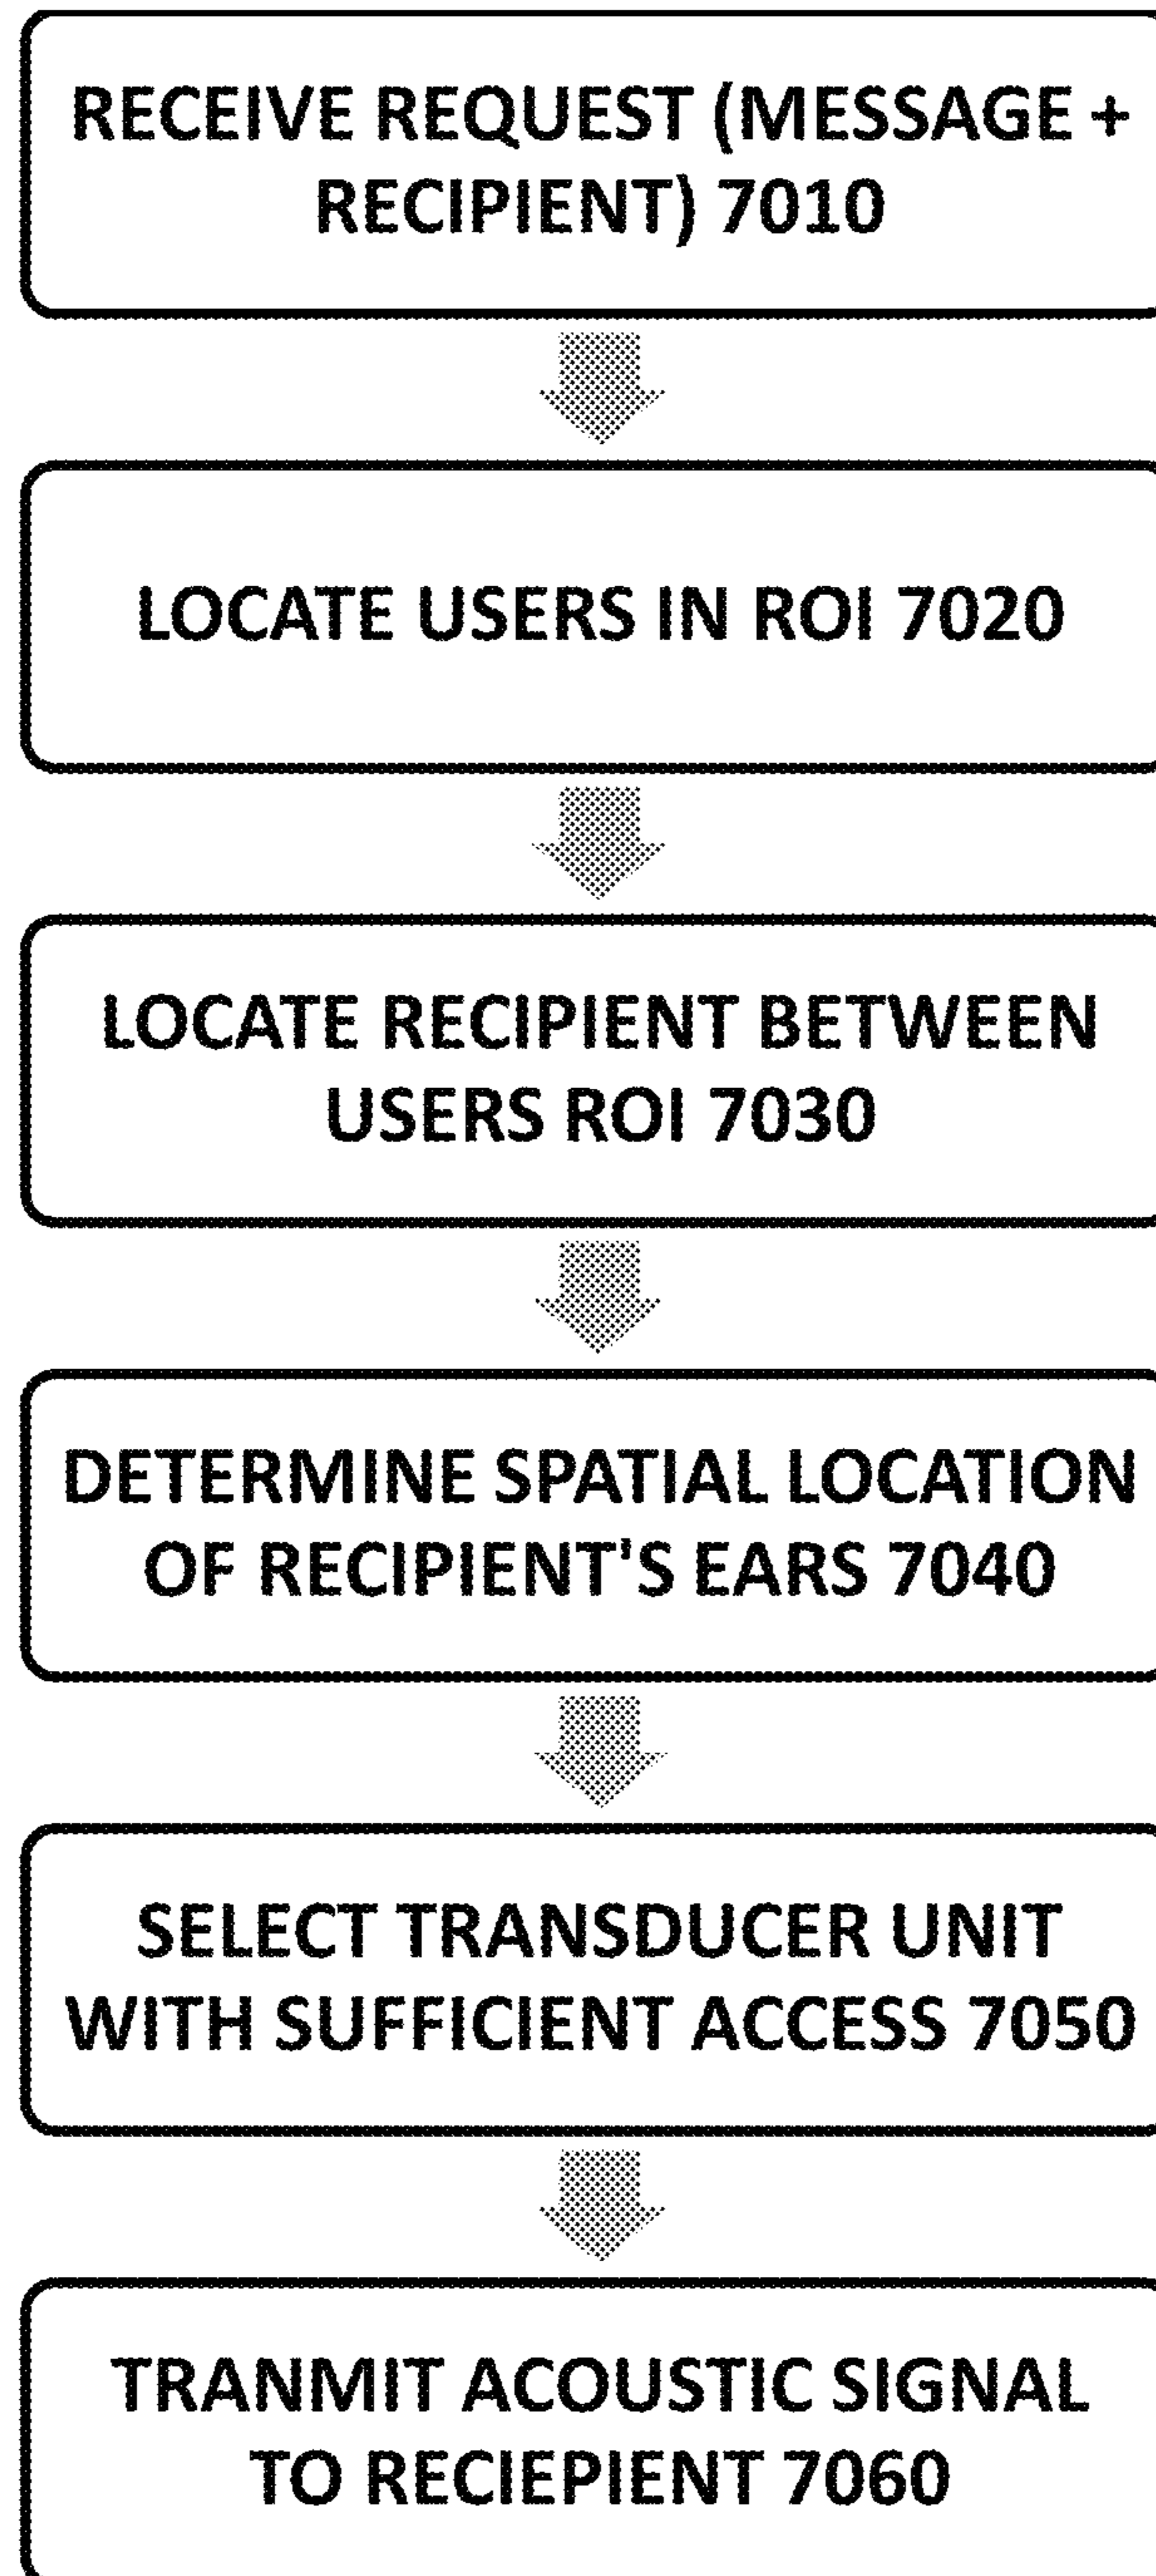 RECEIVE REQUEST (MESSAGE +
RECIPIENT) 7010
LOCATE USERS IN ROI 7020
LOCATE RECIPIENT BETWEEN
USERS ROI 7030
DETERMINE SPATIAL LOCATION
OF RECIPIENT'S EARS 7040
SELECT TRANSDUCER UNIT
WITH SUFFICIENT ACCESS 7050
TRANMIT ACOUSTIC SIGNAL
TO RECIEPIENT 7060